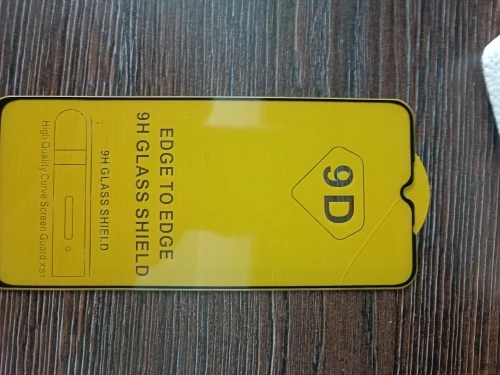 9D
EDGE TO EDGE
9H GLASS SHIELD
9H GLASS SHIELD
High Quality Curve Screen Guard